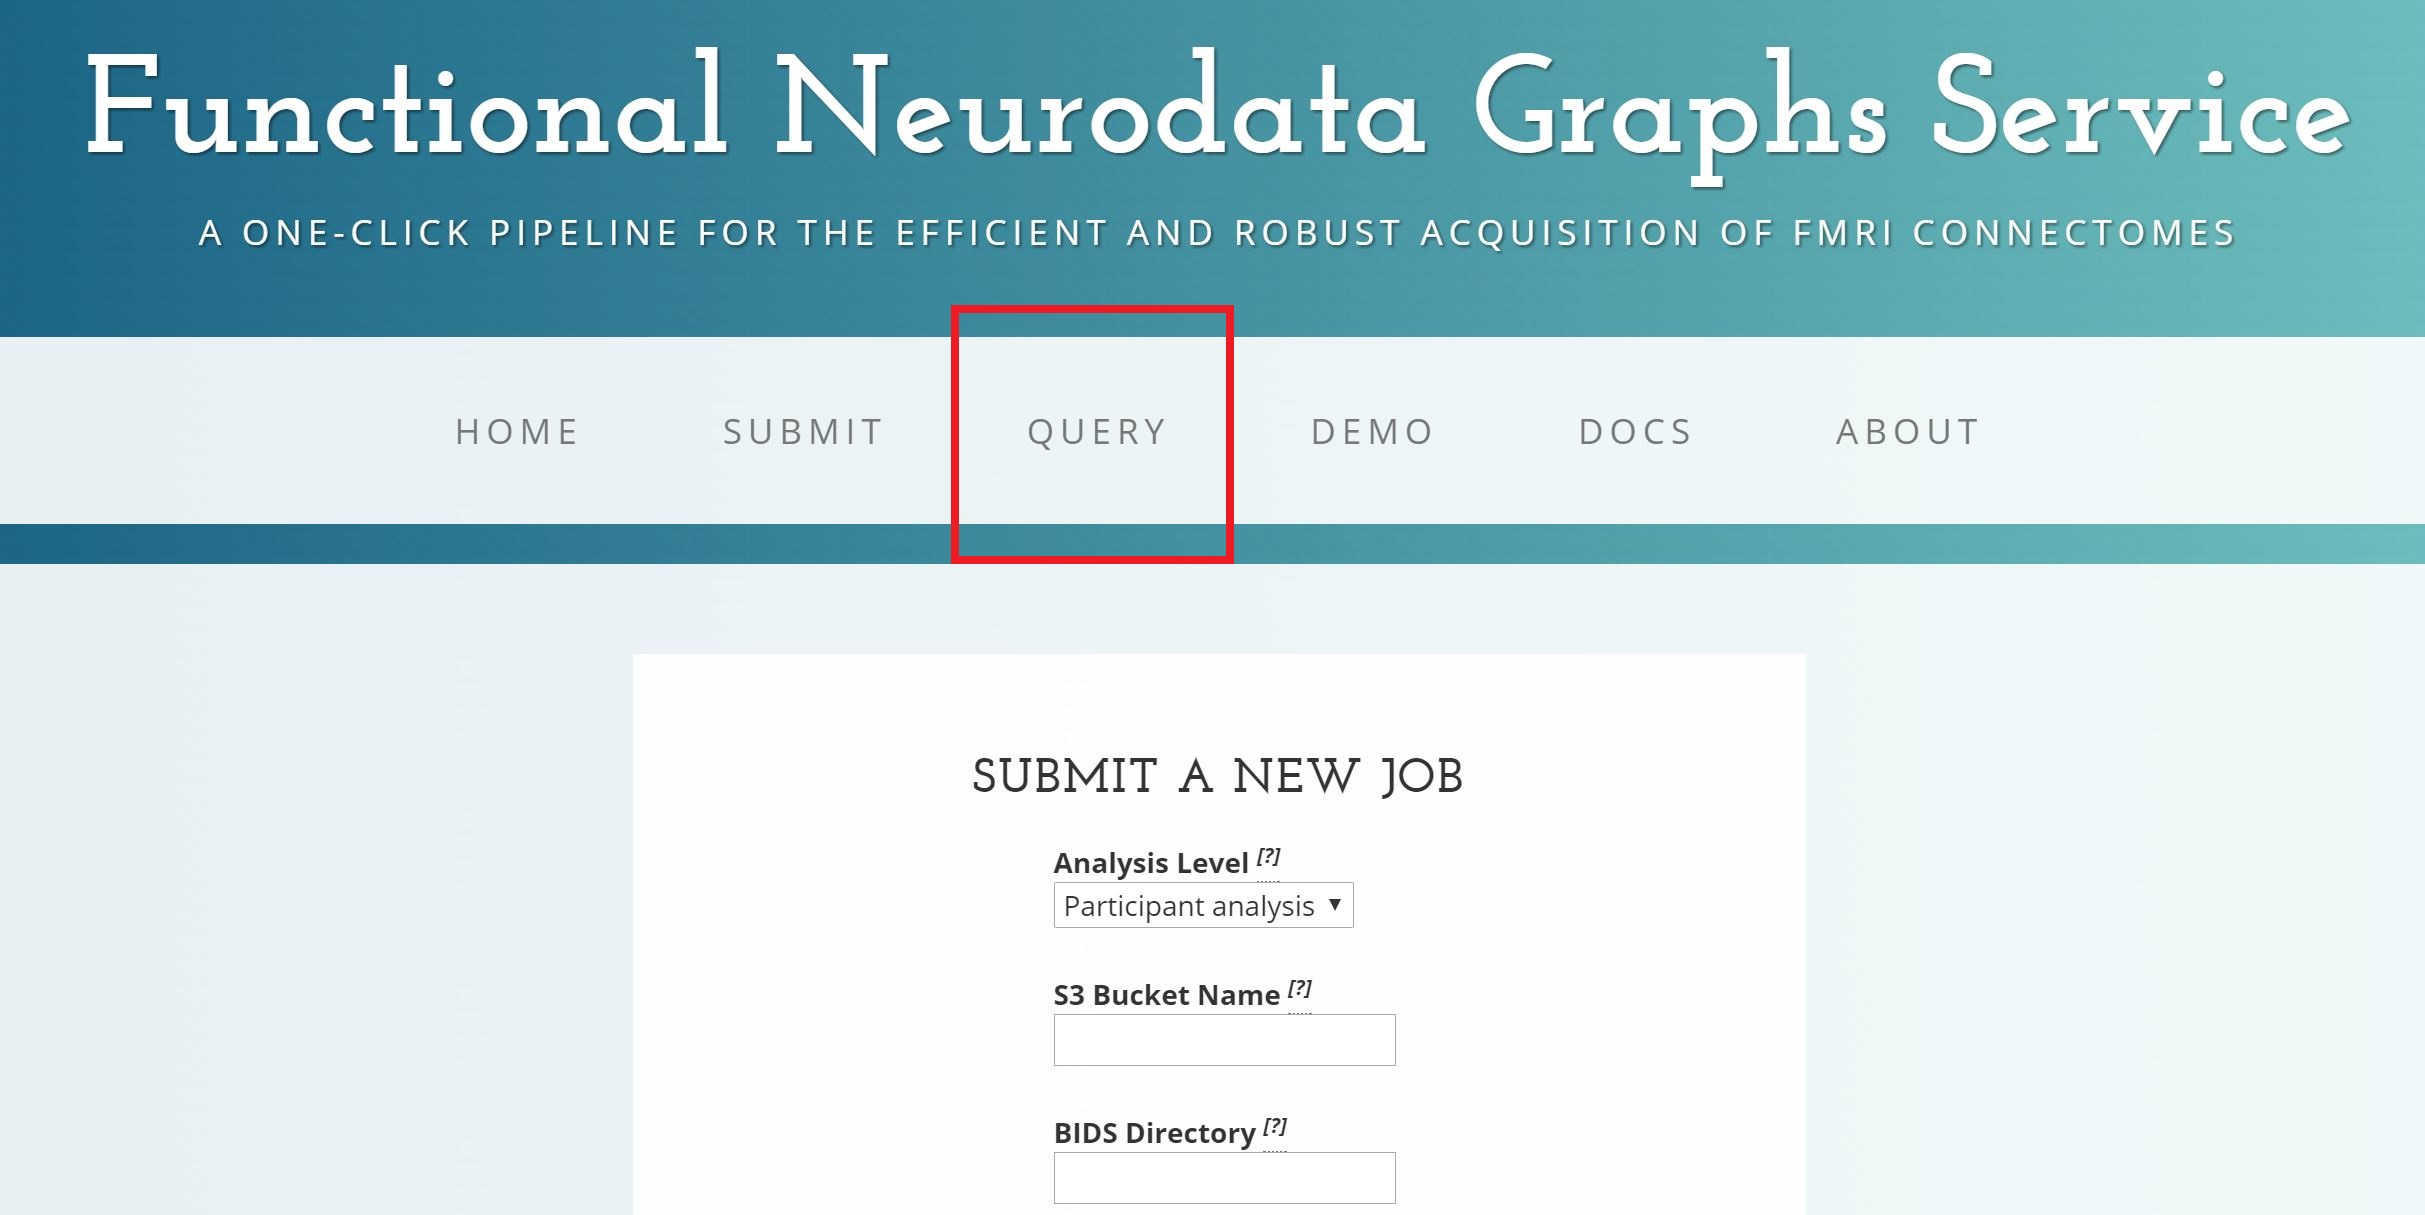 Functional Neurodata Graphs Service
A ONE-CLICK PIPELINE FOR THE EFFICIENT AND ROBUST ACQUISITION OF FMRI CONNECTOMES
HOME SUBMIT QUERY DEMO DOCS ABOUT
SUBMIT A NEW JOB
Analysis Level [?]
Participant analysis ▼
S3 Bucket Name [?]
BIDS Directory [?]